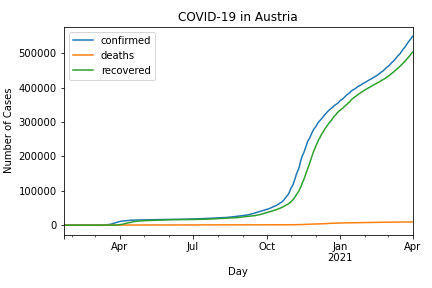 COVID-19 in Austria
confirmed
deaths
recovered
Number of Cases
500000
400000
300000
200000
100000
0
Apr Jul Oct Jan Apr
2021
Day